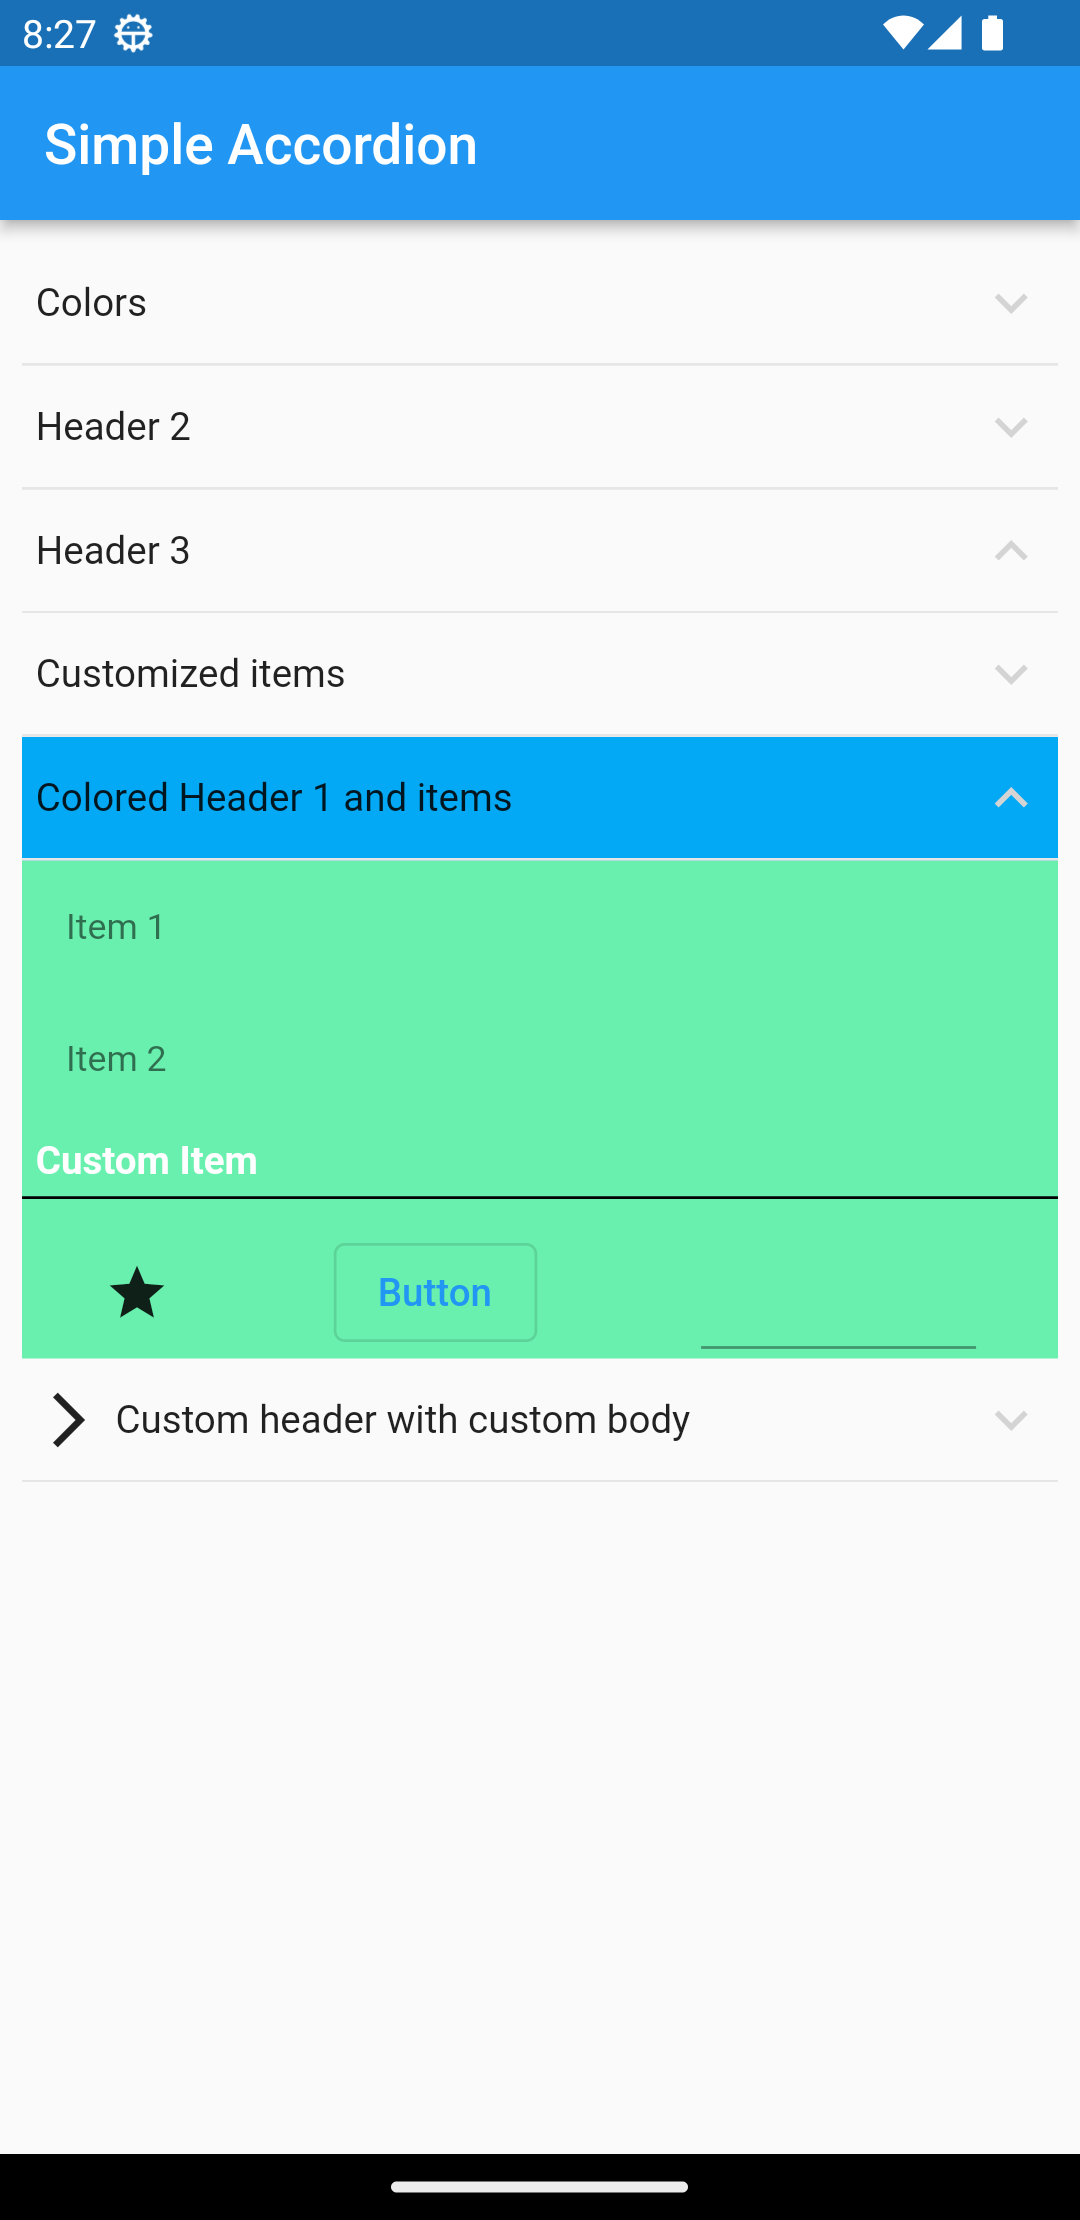 8:27
Simple Accordion
Colors
Header 2
Header 3
Customized items
Colored Header 1 and items
Item 1
Item 2
Custom Item
Button
Custom header with custom body